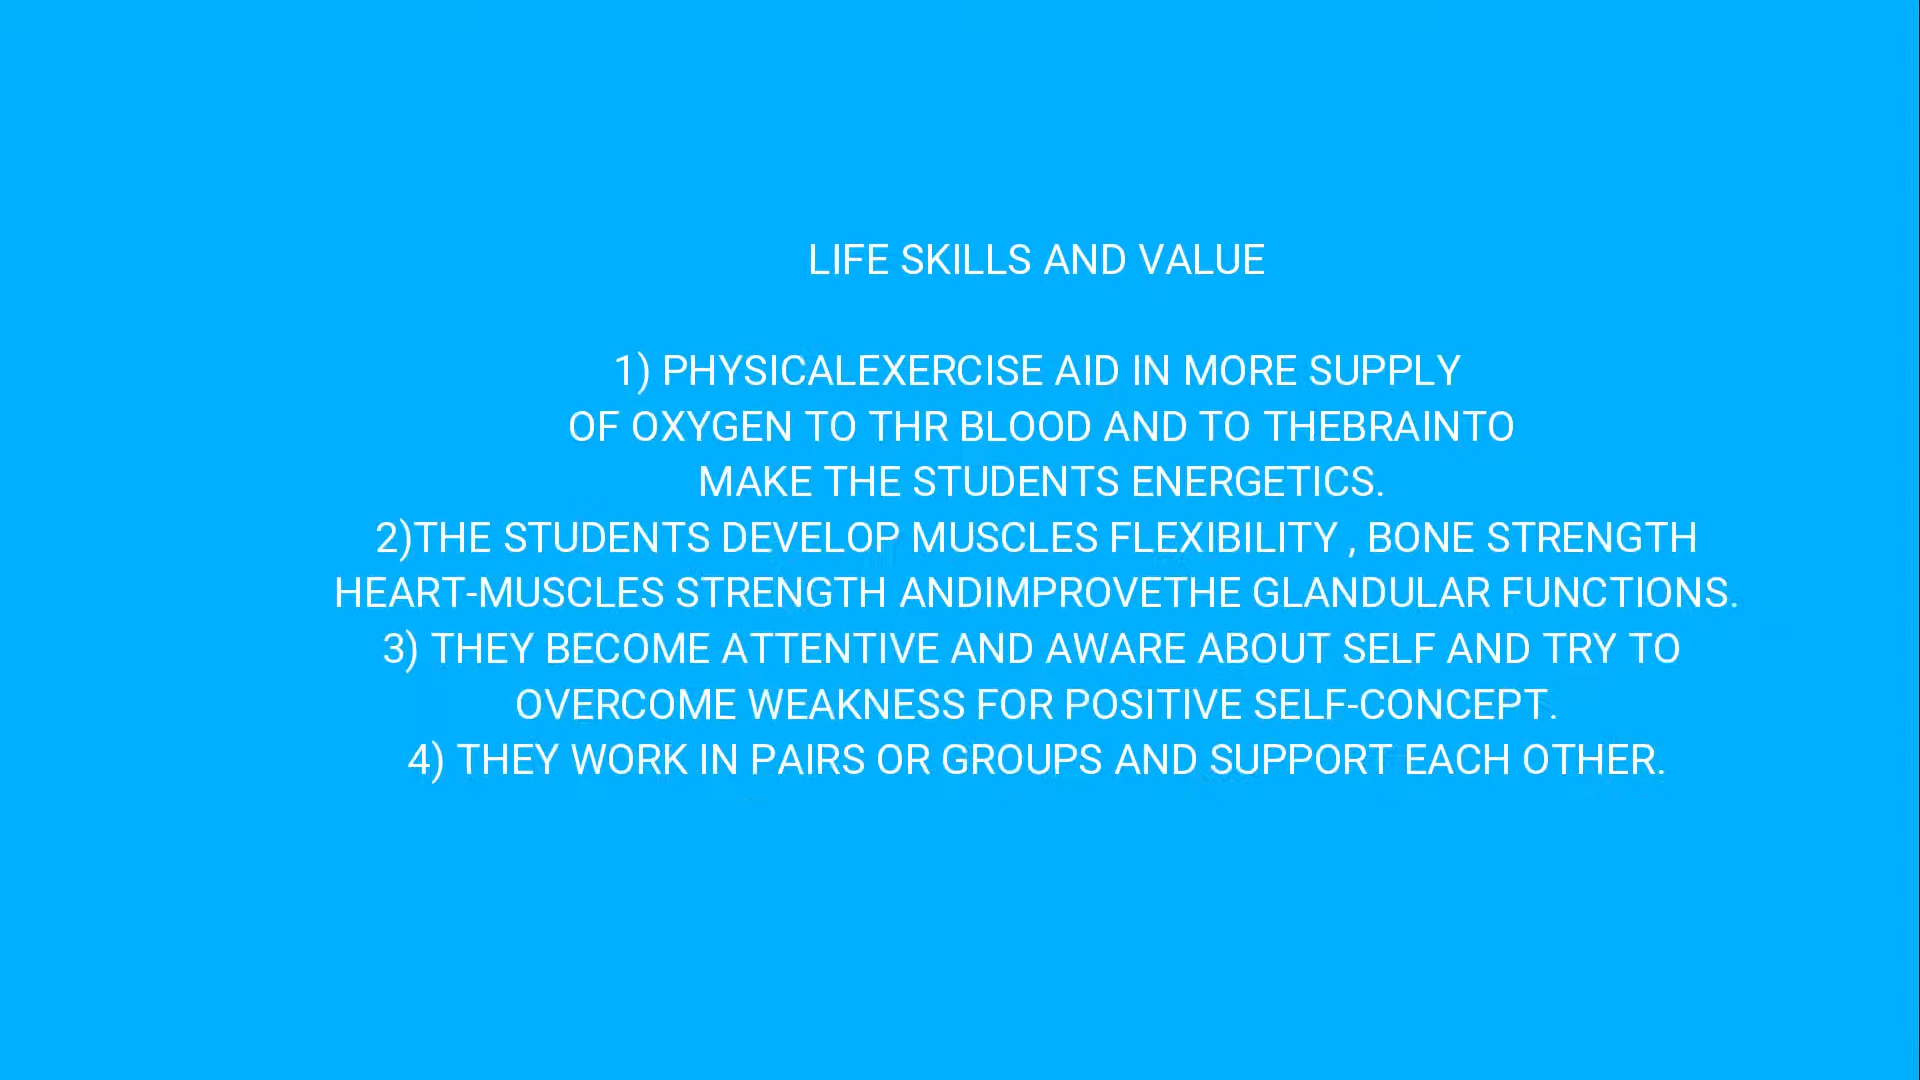 LIFE SKILLS AND VALUE
1) PHYSICALEXERCISE AID IN MORE SUPPLY
OF OXYGEN TO THR BLOOD AND TO THEBRAINTO
MAKE THE STUDENTS ENERGETICS.
2)THE STUDENTS DEVELOP MUSCLES FLEXIBILITY , BONE STRENGTH
HEART-MUSCLES STRENGTH ANDIMPROVETHE GLANDULAR FUNCTIONS.
3) THEY BECOME ATTENTIVE AND AWARE ABOUT SELF AND TRY TO
OVERCOME WEAKNESS FOR POSITIVE SELF-CONCEPT.
4) THEY WORK IN PAIRS OR GROUPS AND SUPPORT EACH OTHER.